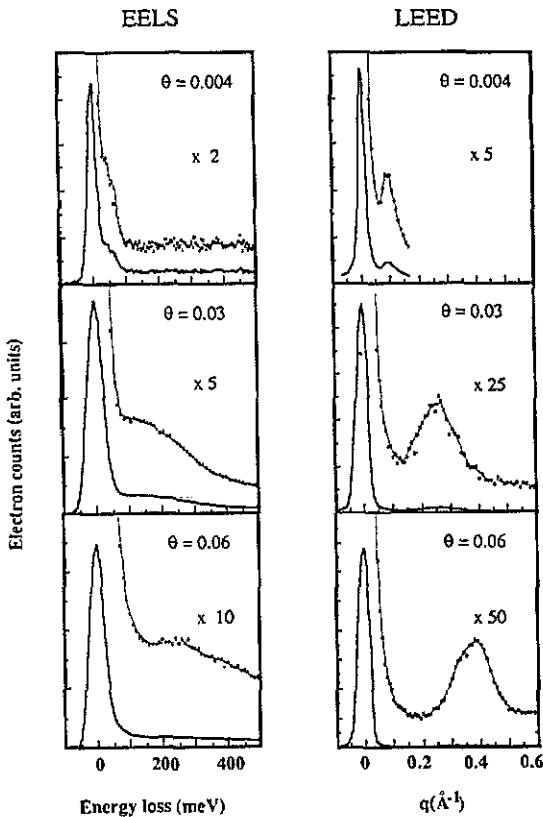 EELS
LEED
θ = 0.004
x 2
θ = 0.004
x 5
θ = 0.03
x 5
θ = 0.03
x 25
θ = 0.06
x 10
θ = 0.06
x 50
Electron counts (arb. units)
0 200 400
0 0.2 0.4 0.6
Energy loss (meV)
q(Å⁻¹)